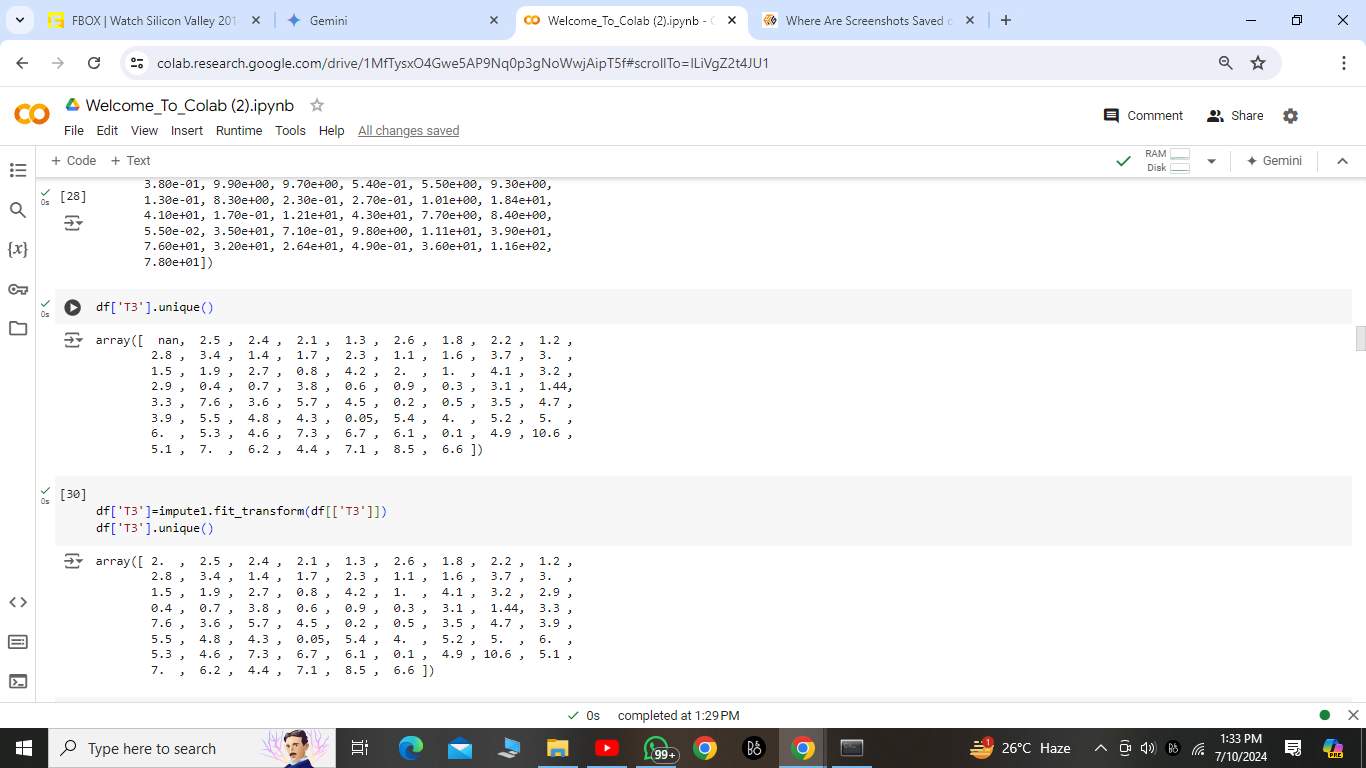 FBOX | Watch Silicon Valley 201
Gemini
Welcome_To_Colab (2).ipynb - C
Where Are Screenshots Saved o
colab.research.google.com/drive/1MfTysxO4Gwe5AP9Nq0p3gNoWwjAipT5f#scrollTo=ILiVgZ2t4JU1
Welcome_To_Colab (2).ipynb
File Edit View Insert Runtime Tools Help All changes saved
Comment Share
+ Code + Text
RAM
Disk
Gemini
3.80e-01, 9.90e+00, 9.70e+00, 5.40e-01, 5.50e+00, 9.30e+00,
[28]
0s
1.30e-01, 8.30e+00, 2.30e-01, 2.70e-01, 1.01e+00, 1.84e+01,
4.10e+01, 1.70e-01, 1.21e+01, 4.30e+01, 7.70e+00, 8.40e+00,
5.50e-02, 3.50e+01, 7.10e-01, 9.80e+00, 1.11e+01, 3.90e+01,
7.60e+01, 3.20e+01, 2.64e+01, 4.90e-01, 3.60e+01, 1.16e+02,
7.80e+01])
0s
df['T3'].unique()
array([ nan, 2.5 , 2.4 , 2.1 , 1.3 , 2.6 , 1.8 , 2.2 , 1.2 ,
2.8 , 3.4 , 1.4 , 1.7 , 2.3 , 1.1 , 1.6 , 3.7 , 3. ,
1.5 , 1.9 , 2.7 , 0.8 , 4.2 , 2. , 1. , 4.1 , 3.2 ,
2.9 , 0.4 , 0.7 , 3.8 , 0.6 , 0.9 , 0.3 , 3.1 , 1.44,
3.3 , 7.6 , 3.6 , 5.7 , 4.5 , 0.2 , 0.5 , 3.5 , 4.7 ,
3.9 , 5.5 , 4.8 , 4.3 , 0.05, 5.4 , 4. , 5.2 , 5. ,
6. , 5.3 , 4.6 , 7.3 , 6.7 , 6.1 , 0.1 , 4.9 , 10.6 ,
5.1 , 7. , 6.2 , 4.4 , 7.1 , 8.5 , 6.6 ])
[30]
0s
df['T3']=impute1.fit_transform(df[['T3']])
df['T3'].unique()
array([ 2. , 2.5 , 2.4 , 2.1 , 1.3 , 2.6 , 1.8 , 2.2 , 1.2 ,
2.8 , 3.4 , 1.4 , 1.7 , 2.3 , 1.1 , 1.6 , 3.7 , 3. ,
1.5 , 1.9 , 2.7 , 0.8 , 4.2 , 1. , 4.1 , 3.2 , 2.9 ,
0.4 , 0.7 , 3.8 , 0.6 , 0.9 , 0.3 , 3.1 , 1.44, 3.3 ,
7.6 , 3.6 , 5.7 , 4.5 , 0.2 , 0.5 , 3.5 , 4.7 , 3.9 ,
5.5 , 4.8 , 4.3 , 0.05, 5.4 , 4. , 5.2 , 5. , 6. ,
5.3 , 4.6 , 7.3 , 6.7 , 6.1 , 0.1 , 4.9 , 10.6 , 5.1 ,
7. , 6.2 , 4.4 , 7.1 , 8.5 , 6.6 ])
0s completed at 1:29 PM
Type here to search
99+
1
26°C Haze
1:33 PM
7/10/2024
PRE